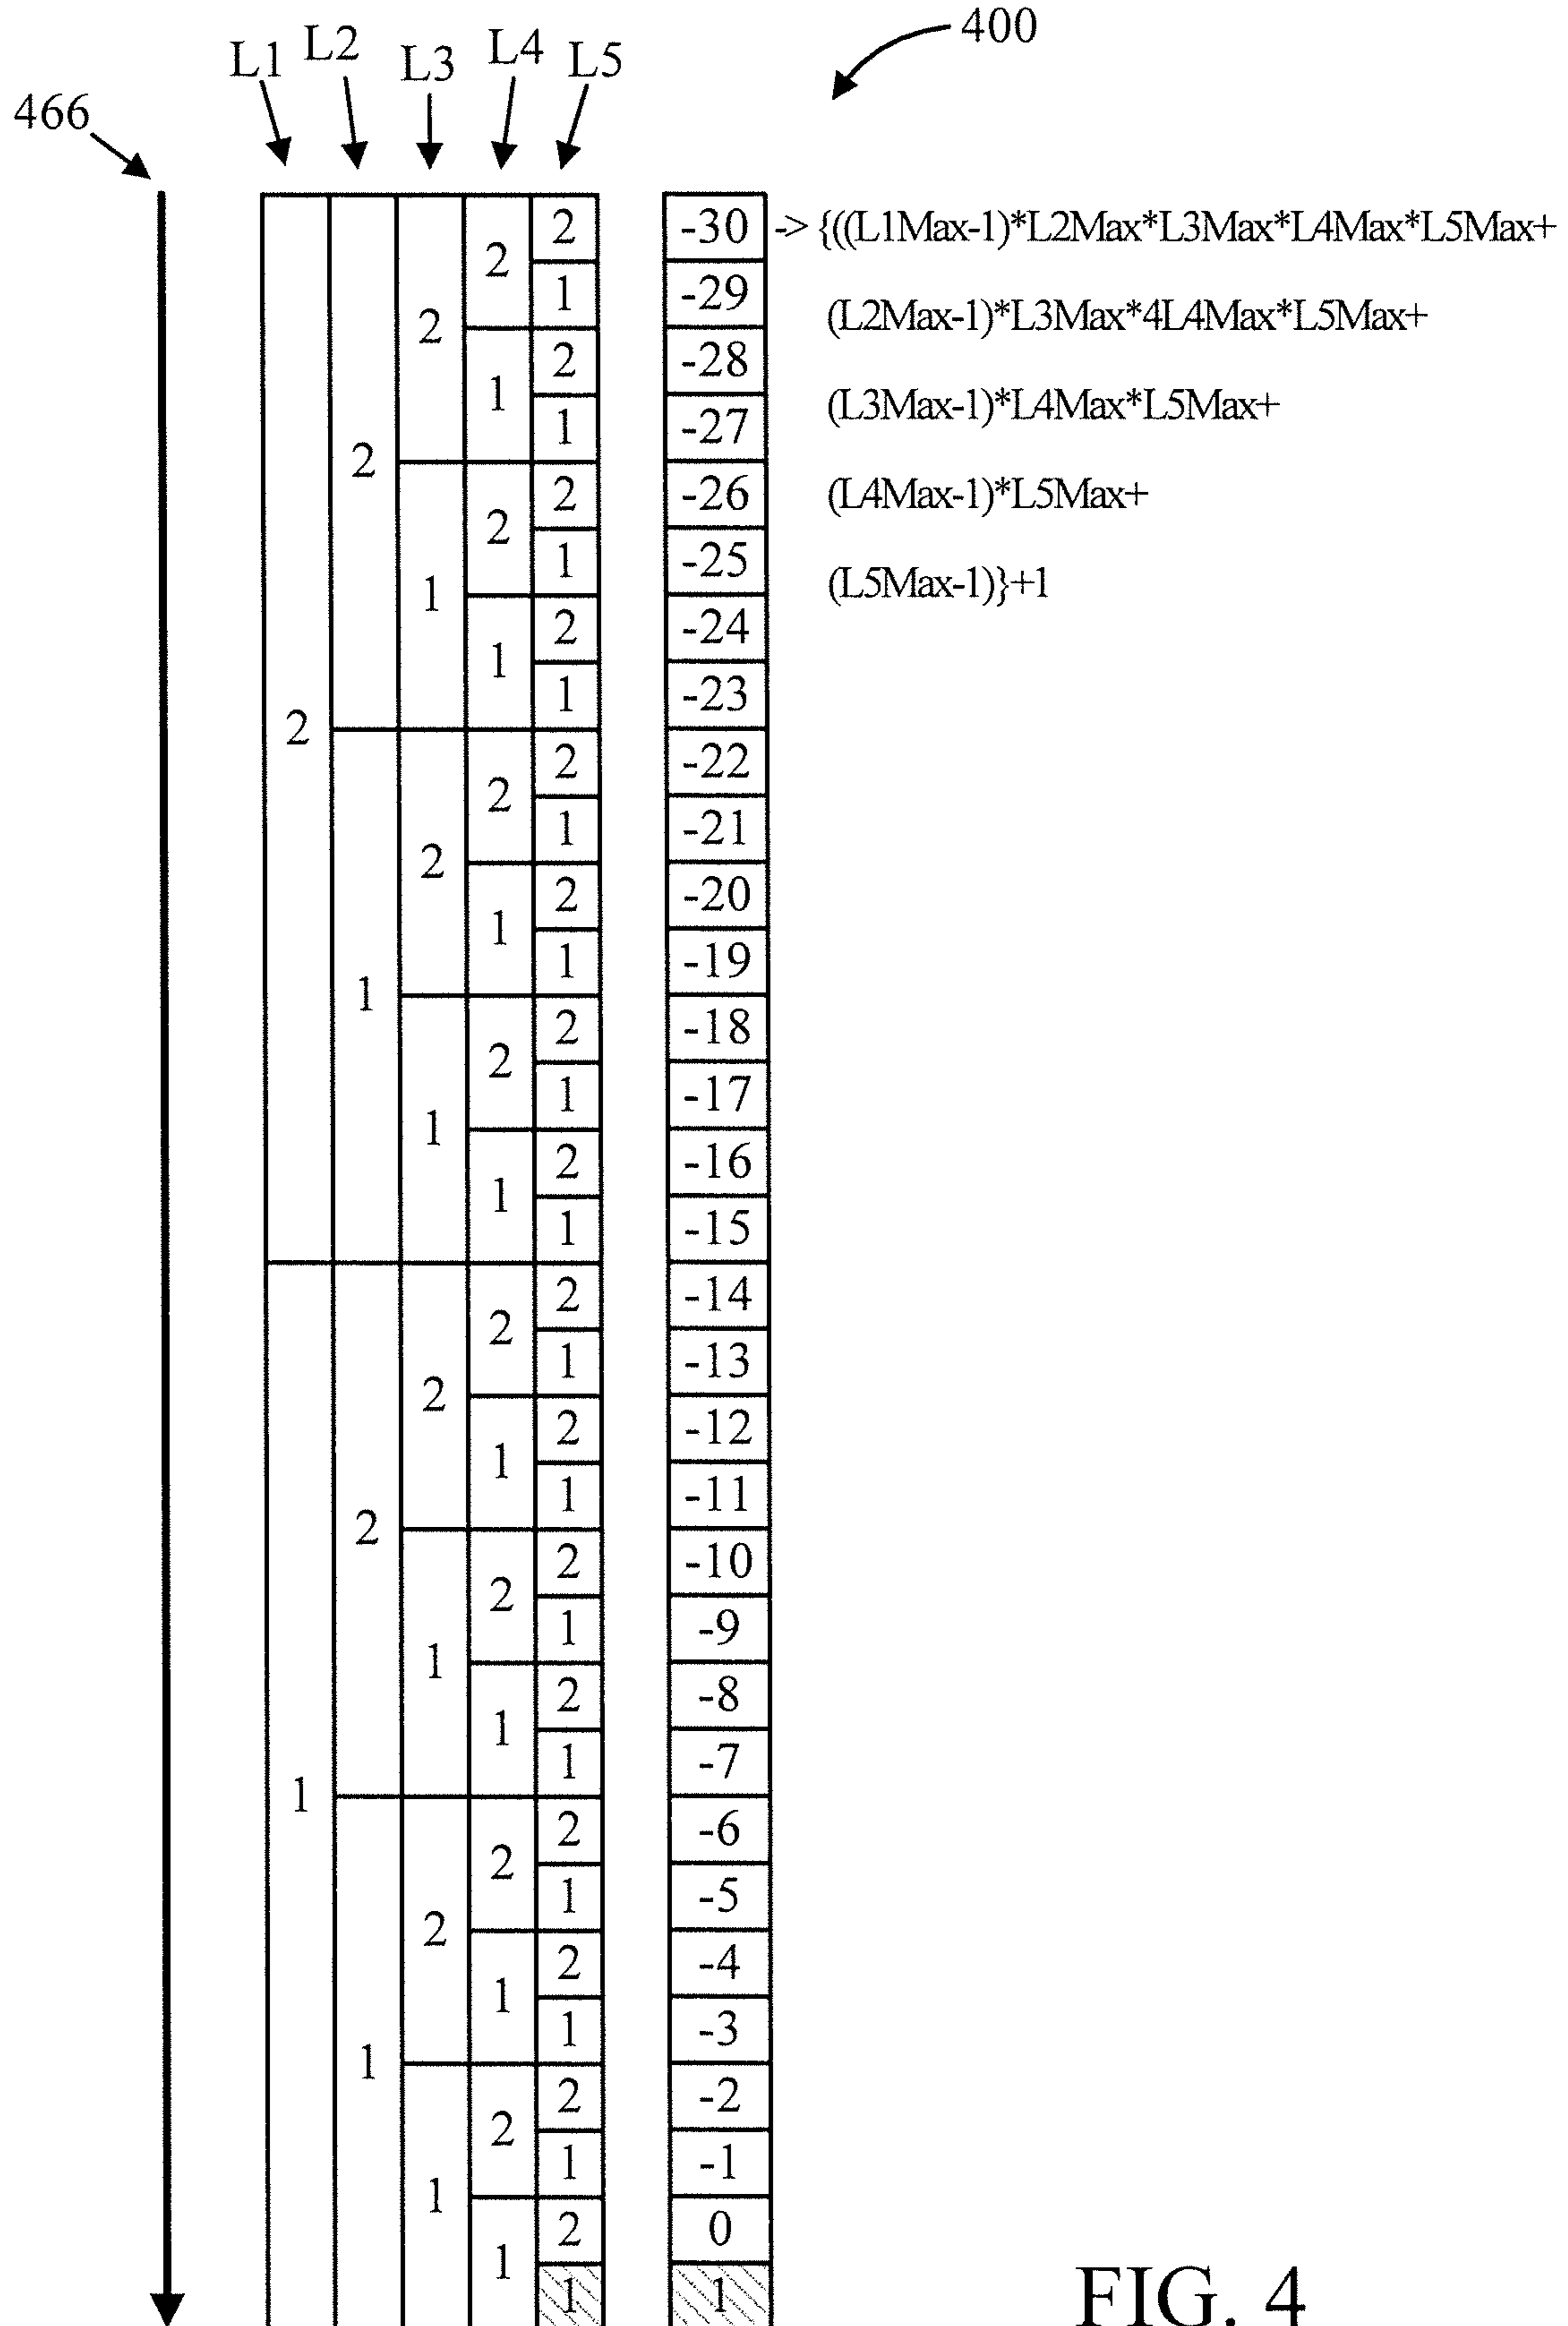 400
L1 L2 L3 L4 L5
466
2 2 -30 -> {((L1Max-1)*L2Max*L3Max*L4Max*L5Max+
2 1 -29 (L2Max-1)*L3Max*4L4Max*L5Max+
1 2 -28
2 1 -27 (L3Max-1)*L4Max*L5Max+
2 2 -26 (L4Max-1)*L5Max+
1 1 -25 (L5Max-1)}+1
1 2 -24
2 1 -23
2 2 -22
2 1 -21
1 2 -20
1 1 -19
2 2 -18
1 1 -17
1 2 -16
1 -15
2 2 -14
2 1 -13
1 2 -12
2 1 -11
2 2 -10
1 1 -9
1 2 -8
1 1 -7
2 2 -6
2 1 -5
1 2 -4
1 1 -3
2 2 -2
1 1 -1
1 2 0
1 1
FIG. 4